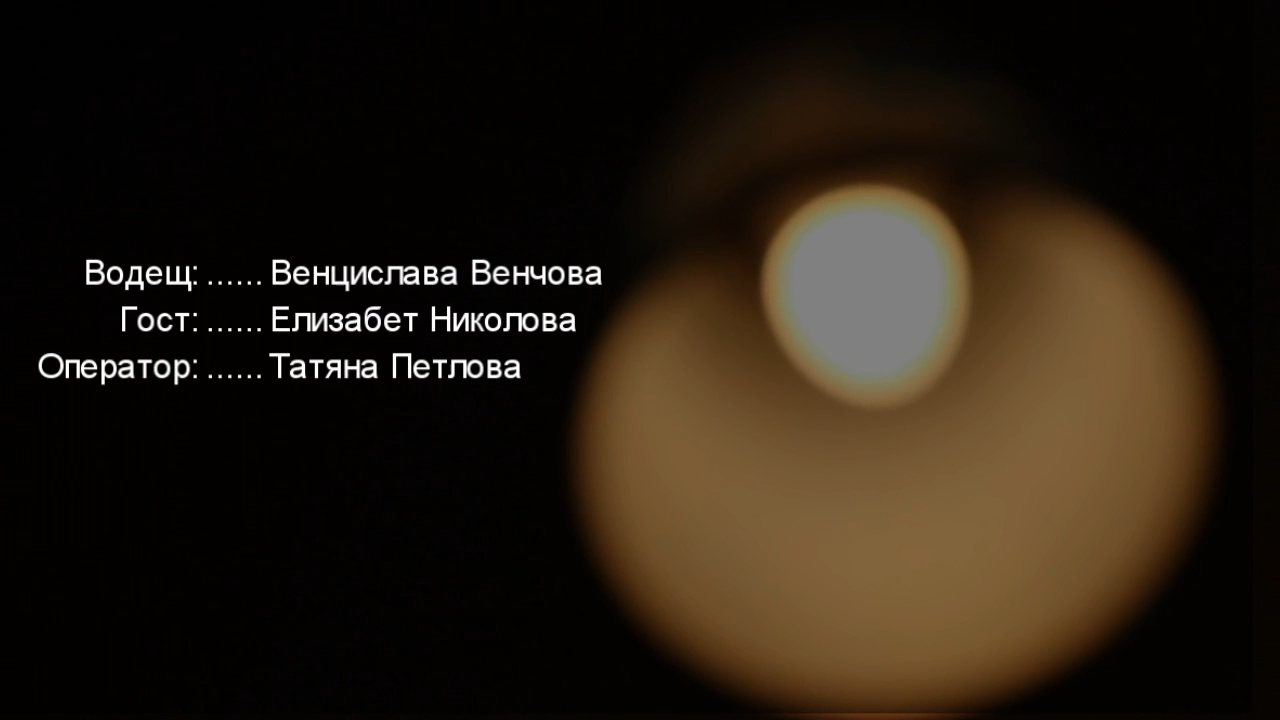 Водещ: ...... Венцислава Венчова
Гост: ...... Елизабет Николова
Оператор: ...... Татяна Петлова